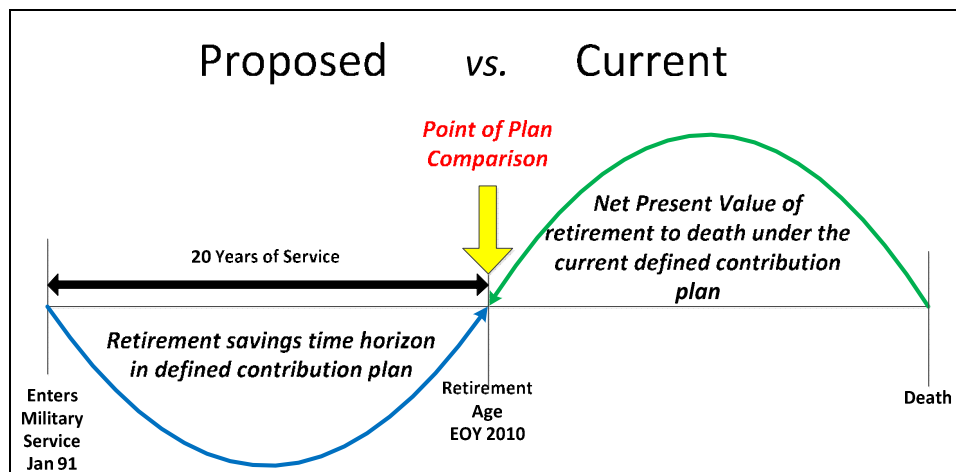 Proposed vs. Current
Point of Plan
Comparison
Net Present Value of
retirement to death under the
current defined contribution
plan
20 Years of Service
Retirement savings time horizon
in defined contribution plan
Enters
Military
Service
Jan 91
Retirement
Age
EOY 2010
Death